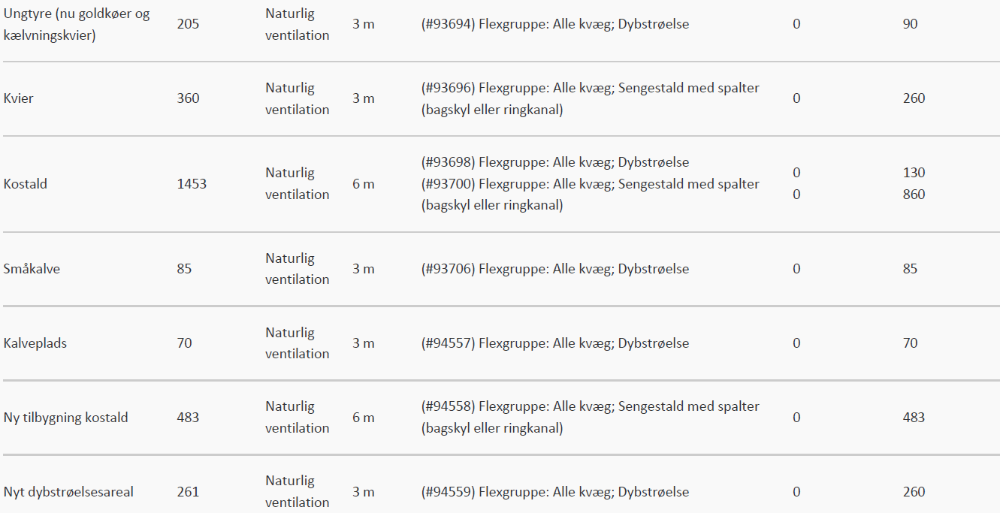 Ungtyre (nu goldkøer og
kælvningskvier) 205 Naturlig
ventilation 3 m (#93694) Flexgruppe: Alle kvæg; Dybstrøelse 0 90
Kvier 360 Naturlig
ventilation 3 m (#93696) Flexgruppe: Alle kvæg; Sengestald med spalter
(bagskyl eller ringkanal) 0 260
Kostald 1453 Naturlig
ventilation 6 m (#93698) Flexgruppe: Alle kvæg; Dybstrøelse
(#93700) Flexgruppe: Alle kvæg; Sengestald med spalter
(bagskyl eller ringkanal) 0 130
0 860
Småkalve 85 Naturlig
ventilation 3 m (#93706) Flexgruppe: Alle kvæg; Dybstrøelse 0 85
Kalveplads 70 Naturlig
ventilation 3 m (#94557) Flexgruppe: Alle kvæg; Dybstrøelse 0 70
Ny tilbygning kostald 483 Naturlig
ventilation 6 m (#94558) Flexgruppe: Alle kvæg; Sengestald med spalter
(bagskyl eller ringkanal) 0 483
Nyt dybstrøelsesareal 261 Naturlig
ventilation 3 m (#94559) Flexgruppe: Alle kvæg; Dybstrøelse 0 260